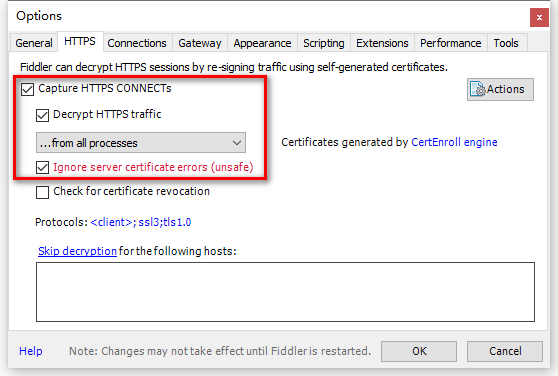 Options
x
General HTTPS Connections Gateway Appearance Scripting Extensions Performance Tools
Fiddler can decrypt HTTPS sessions by re-signing traffic using self-generated certificates.
Capture HTTPS CONNECTs
Actions
Decrypt HTTPS traffic
...from all processes
Certificates generated by CertEnroll engine
Ignore server certificate errors (unsafe)
Check for certificate revocation
Protocols: <client>; ssl3;tls1.0
Skip decryption for the following hosts:
Help Note: Changes may not take effect until Fiddler is restarted. OK Cancel